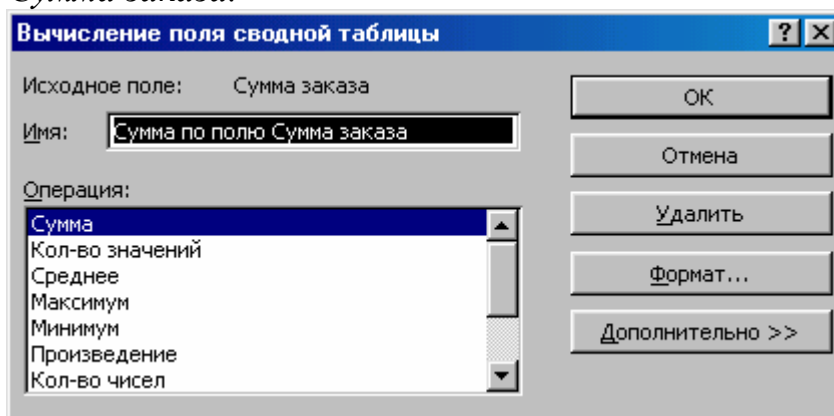 Сумма заказа.
Вычисление поля сводной таблицы
Исходное поле: Сумма заказа
Имя: Сумма по полю Сумма заказа
Операция:
Сумма
Кол-во значений
Среднее
Максимум
Минимум
Произведение
Кол-во чисел
ОК
Отмена
Удалить
Формат...
Дополнительно >>